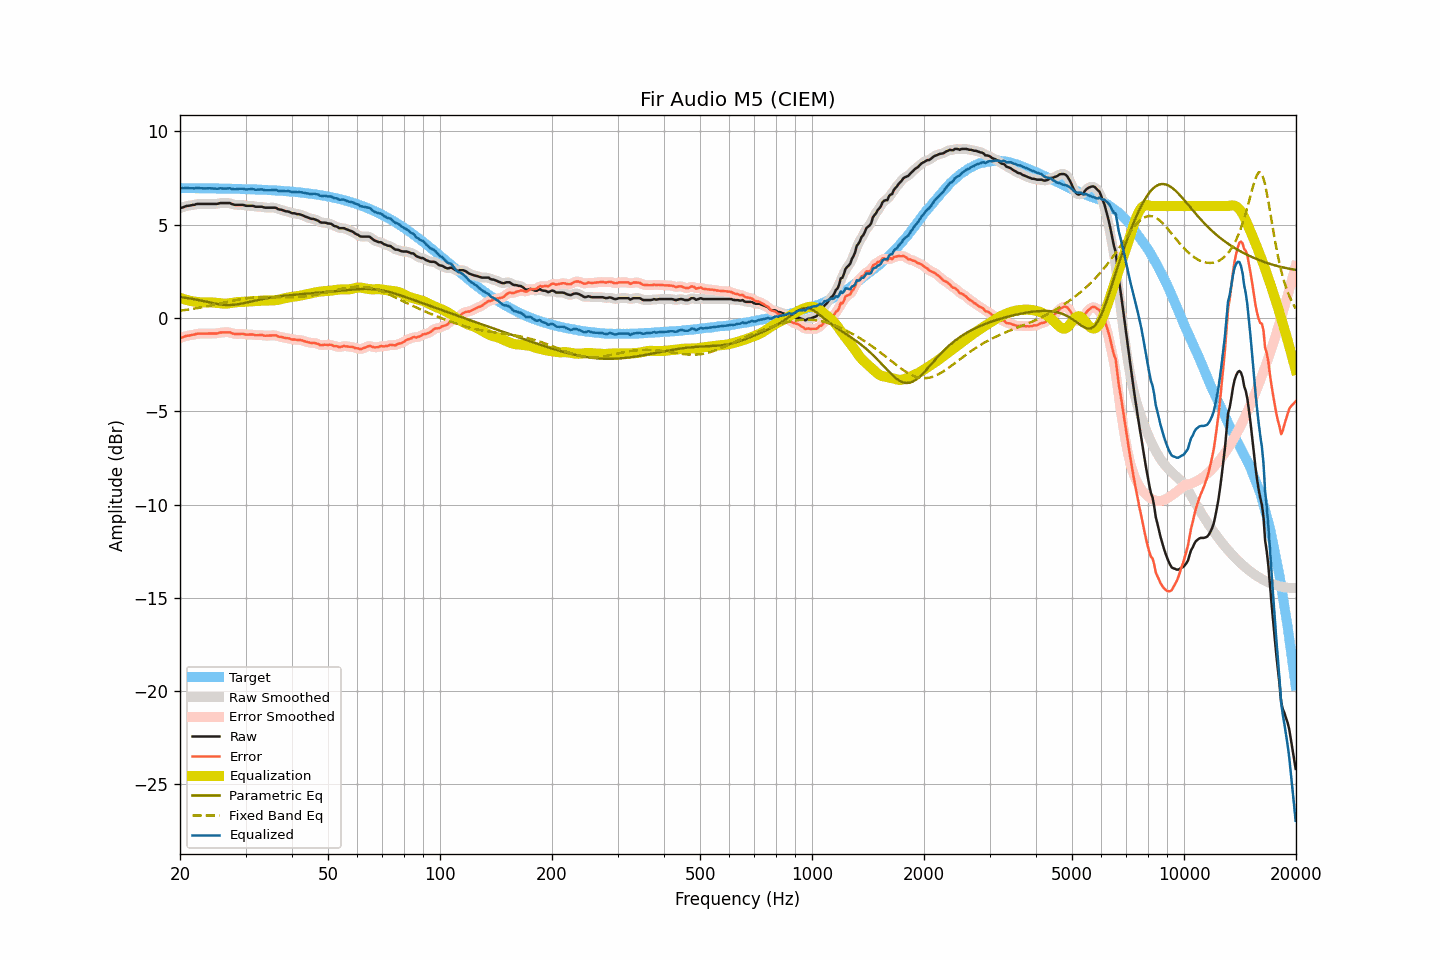 Fir Audio M5 (CIEM)
Amplitude (dBr)
10
5
0
−5
−10
−15
−20
−25
Target
Raw Smoothed
Error Smoothed
Raw
Error
Equalization
Parametric Eq
Fixed Band Eq
Equalized
20 50 100 200 500 1000 2000 5000 10000 20000
Frequency (Hz)